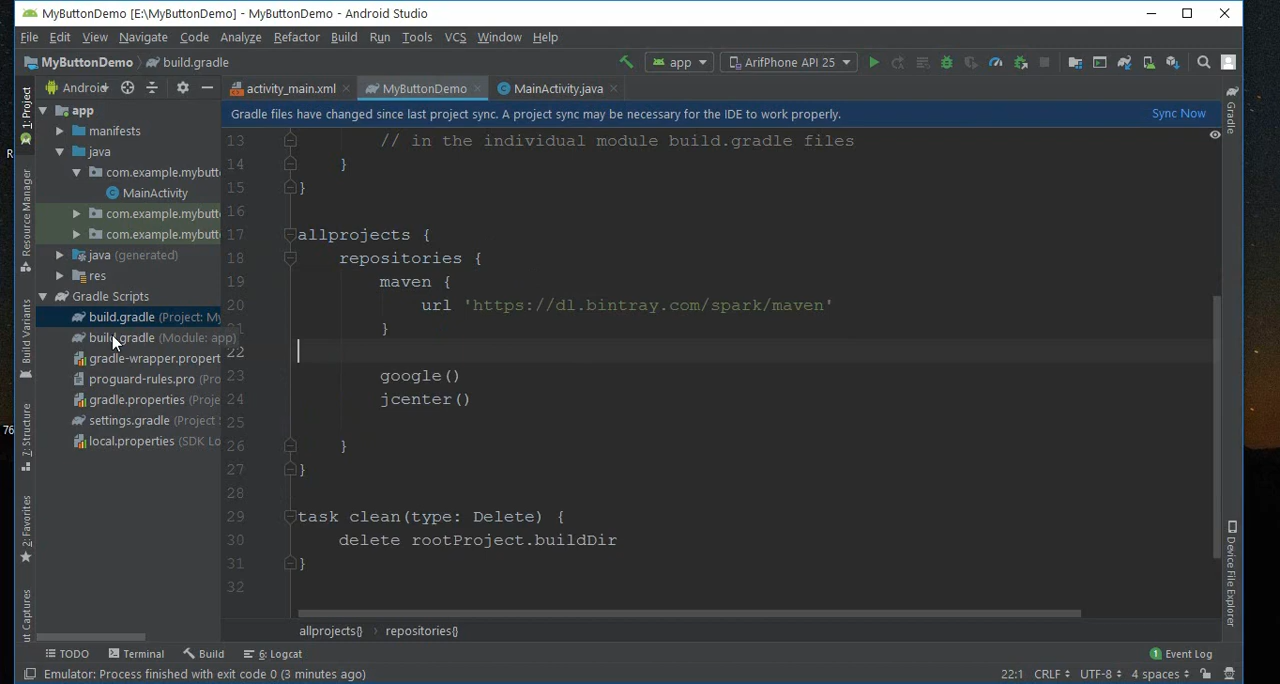 MyButtonDemo [E:\MyButtonDemo] - MyButtonDemo - Android Studio
File Edit View Navigate Code Analyze Refactor Build Run Tools VCS Window Help
MyButtonDemo build.gradle app ArifPhone API 25
Android activity_main.xml MyButtonDemo MainActivity.java
Gradle files have changed since last project sync. A project sync may be necessary for the IDE to work properly. Sync Now
1: Project
Resource Manager
Build Variants
7: Structure
2: Favorites
ut Captures
app
manifests
java
com.example.mybutt
MainActivity
com.example.mybutt
com.example.mybutt
java (generated)
res
Gradle Scripts
build.gradle (Project: My
build.gradle (Module: app)
gradle-wrapper.propert
proguard-rules.pro (Pro
gradle.properties (Proje
settings.gradle (Project
local.properties (SDK Lo
13 // in the individual module build.gradle files
14 }
15 }
16
17 allprojects {
18 repositories {
19 maven {
20 url 'https://dl.bintray.com/spark/maven'
21 }
22
23 google()
24 jcenter()
25
26 }
27 }
28
29 task clean(type: Delete) {
30 delete rootProject.buildDir
31 }
32
allprojects{} repositories{}
Gradle
Device File Explorer
TODO Terminal Build 6: Logcat 1 Event Log
Emulator: Process finished with exit code 0 (3 minutes ago) 22:1 CRLF UTF-8 4 spaces
R
76